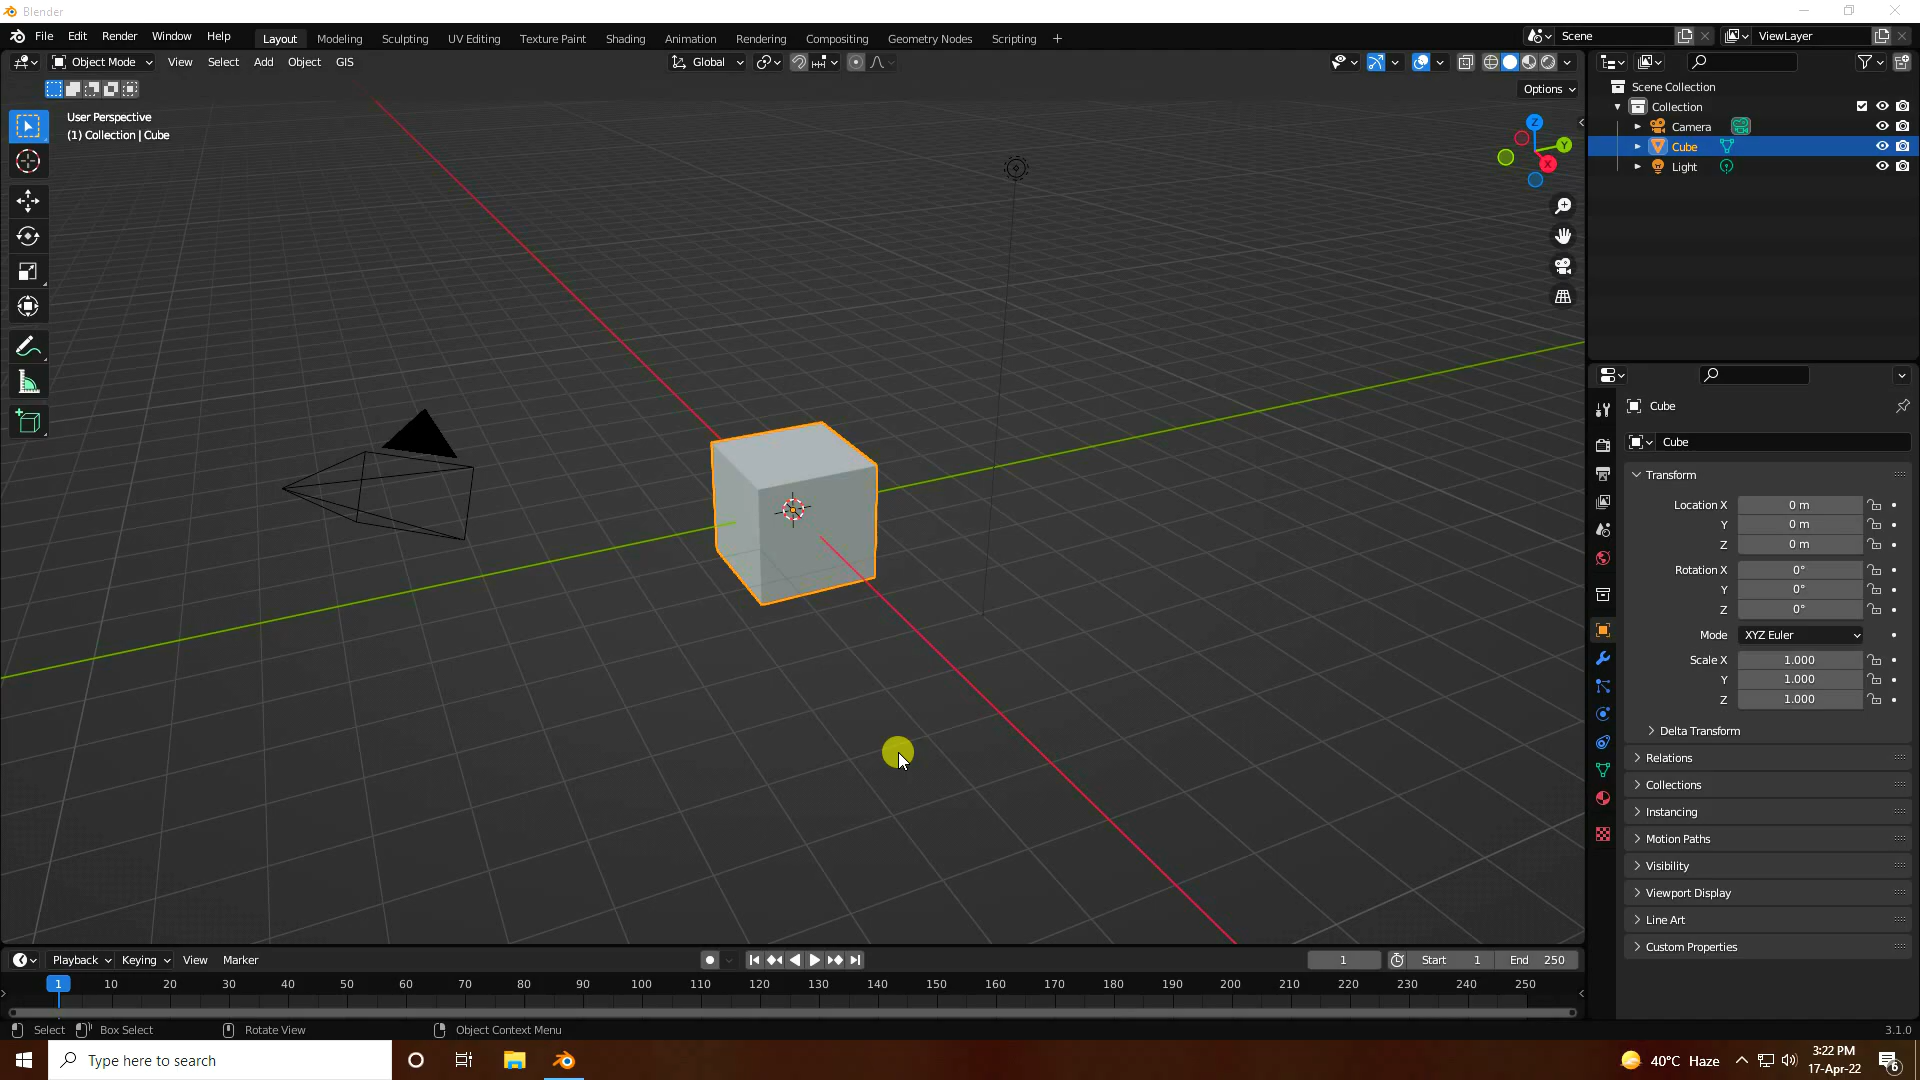 Blender
File Edit Render Window Help Layout Modeling Sculpting UV Editing Texture Paint Shading Animation Rendering Compositing Geometry Nodes Scripting + Scene ViewLayer
Object Mode View Select Add Object GIS Global
Options
User Perspective
(1) Collection | Cube
Z
Y
X
Scene Collection
Collection
Camera
Cube
Light
Cube
Cube
Transform
Location X 0 m
Y 0 m
Z 0 m
Rotation X 0°
Y 0°
Z 0°
Mode XYZ Euler
Scale X 1.000
Y 1.000
Z 1.000
Delta Transform
Relations
Collections
Instancing
Motion Paths
Visibility
Viewport Display
Line Art
Custom Properties
Playback Keying View Marker 1 Start 1 End 250
1 10 20 30 40 50 60 70 80 90 100 110 120 130 140 150 160 170 180 190 200 210 220 230 240 250
Select Box Select Rotate View Object Context Menu 3.1.0
Type here to search
40°C Haze
3:22 PM
17-Apr-22
6